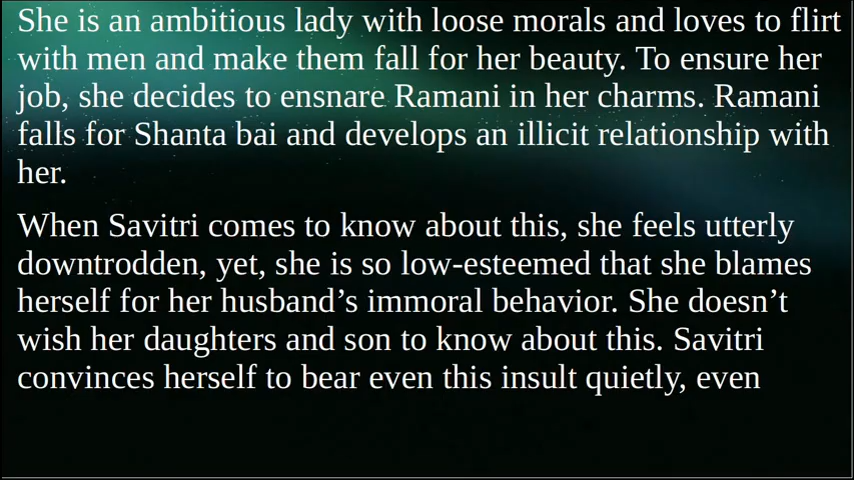 She is an ambitious lady with loose morals and loves to flirt
with men and make them fall for her beauty. To ensure her
job, she decides to ensnare Ramani in her charms. Ramani
falls for Shanta bai and develops an illicit relationship with
her.
When Savitri comes to know about this, she feels utterly
downtrodden, yet, she is so low-esteemed that she blames
herself for her husband’s immoral behavior. She doesn’t
wish her daughters and son to know about this. Savitri
convinces herself to bear even this insult quietly, even